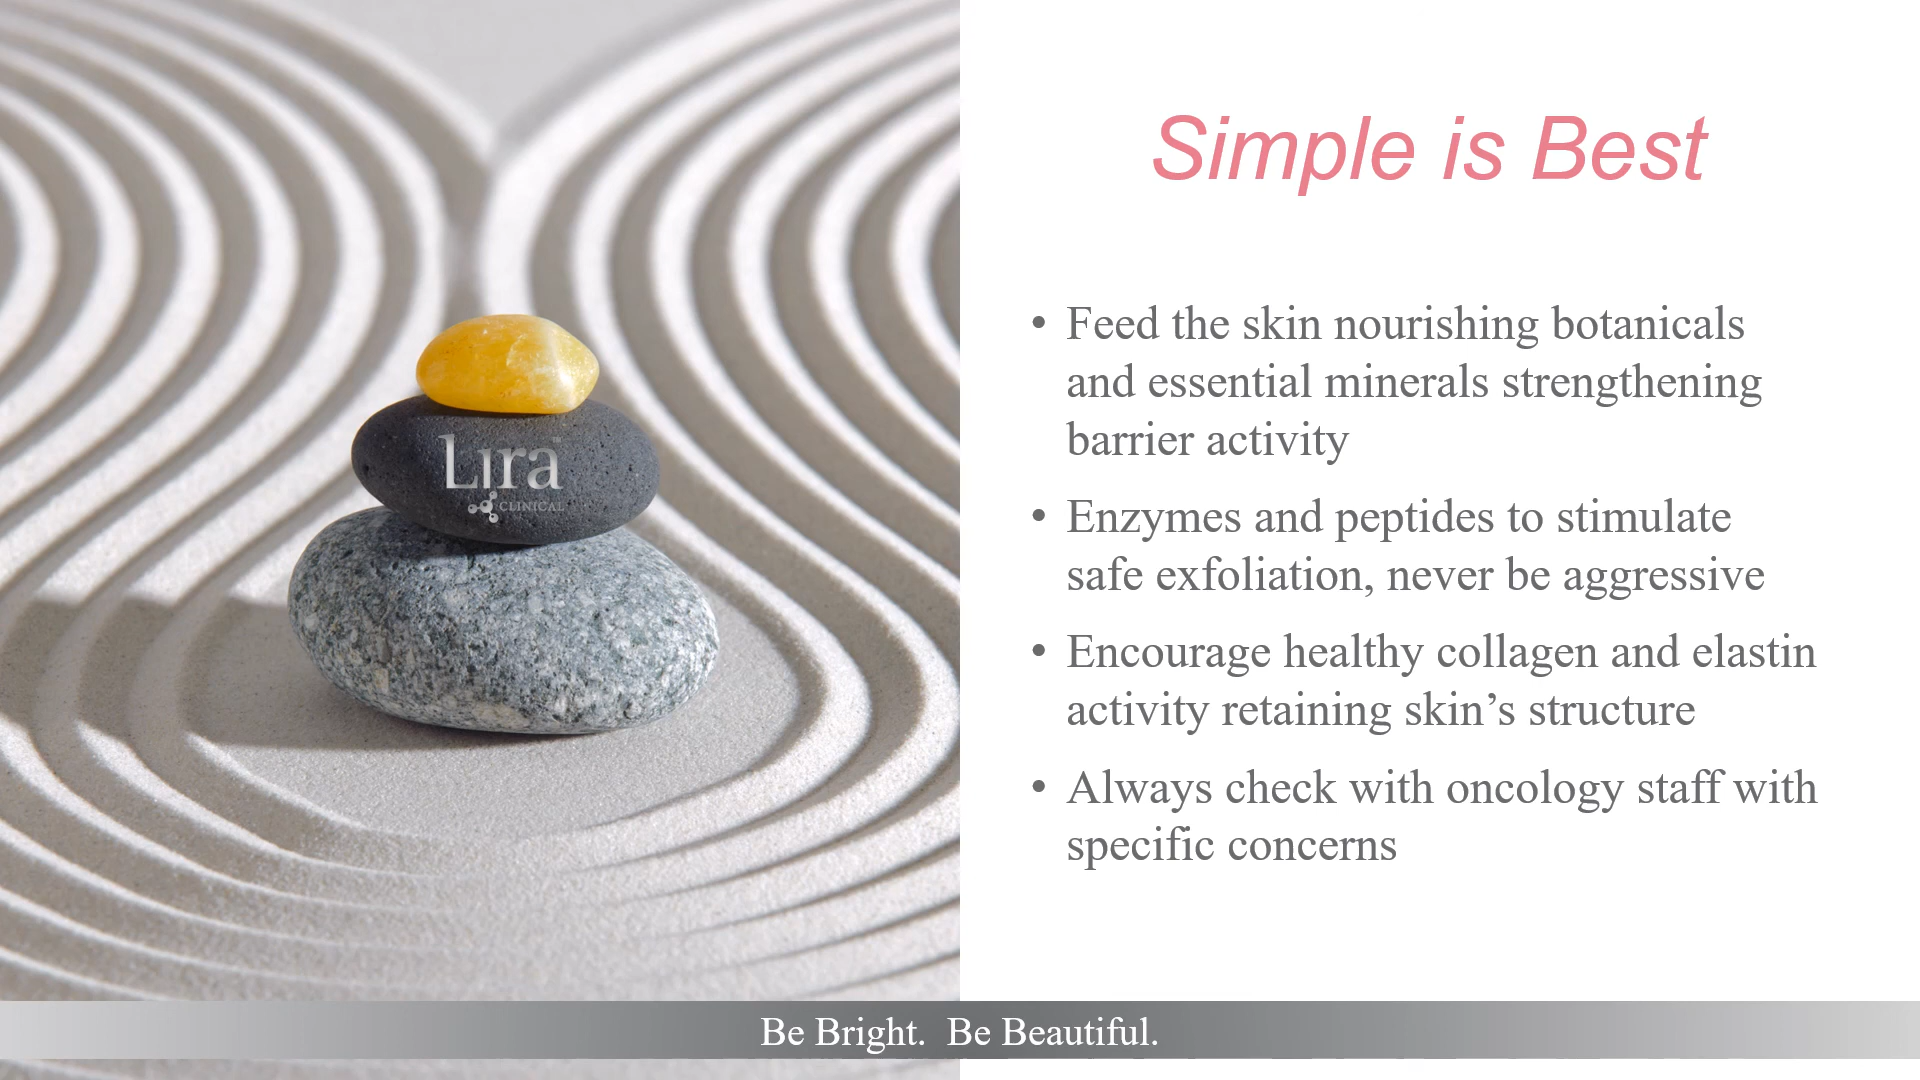 Lira
CLINICAL
Simple is Best
• Feed the skin nourishing botanicals
and essential minerals strengthening
barrier activity
• Enzymes and peptides to stimulate
safe exfoliation, never be aggressive
• Encourage healthy collagen and elastin
activity retaining skin’s structure
• Always check with oncology staff with
specific concerns
Be Bright.  Be Beautiful.